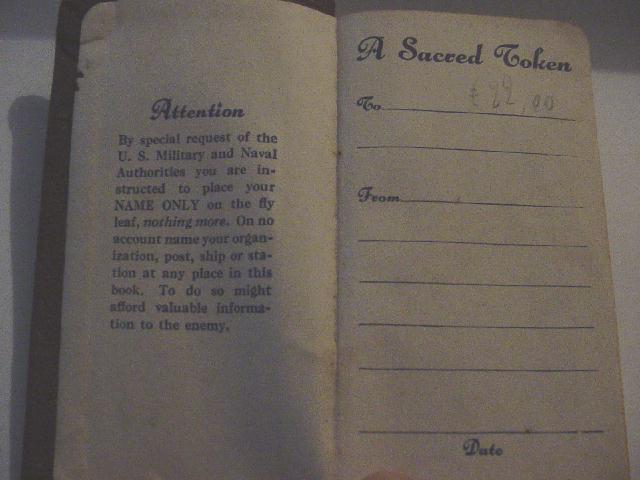 Attention
By special request of the
U. S. Military and Naval
Authorities you are in-
structed to place your
NAME ONLY on the fly
leaf, nothing more. On no
account name your organ-
ization, post, ship or sta-
tion at any place in this
book. To do so might
afford valuable informa-
tion to the enemy.
A Sacred Token
To
From
Date